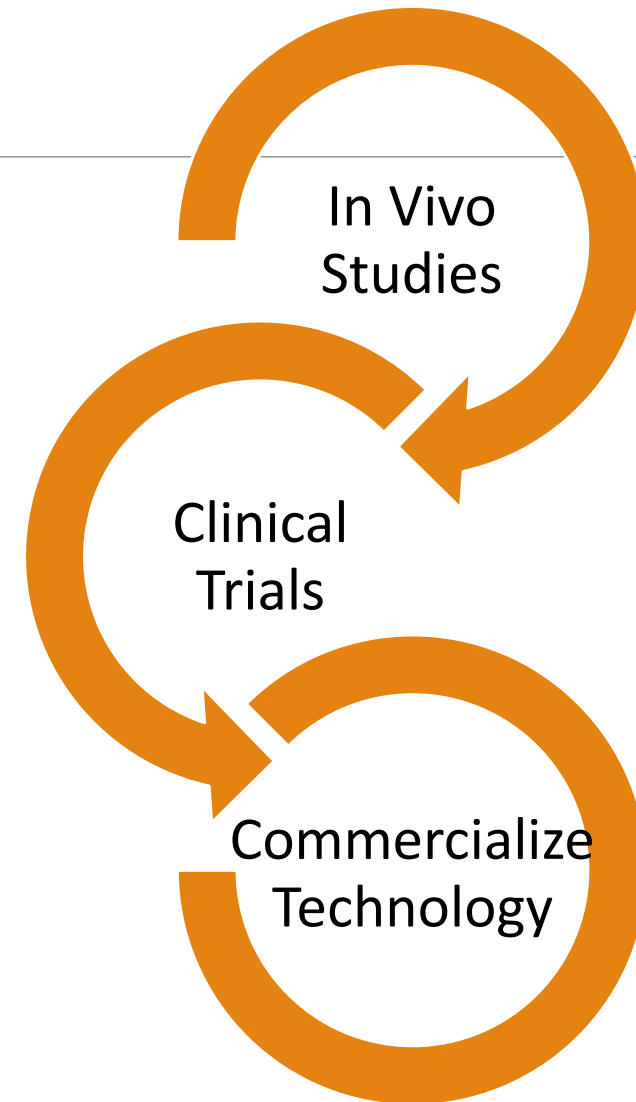 In Vivo
Studies
Clinical
Trials
Commercialize
Technology